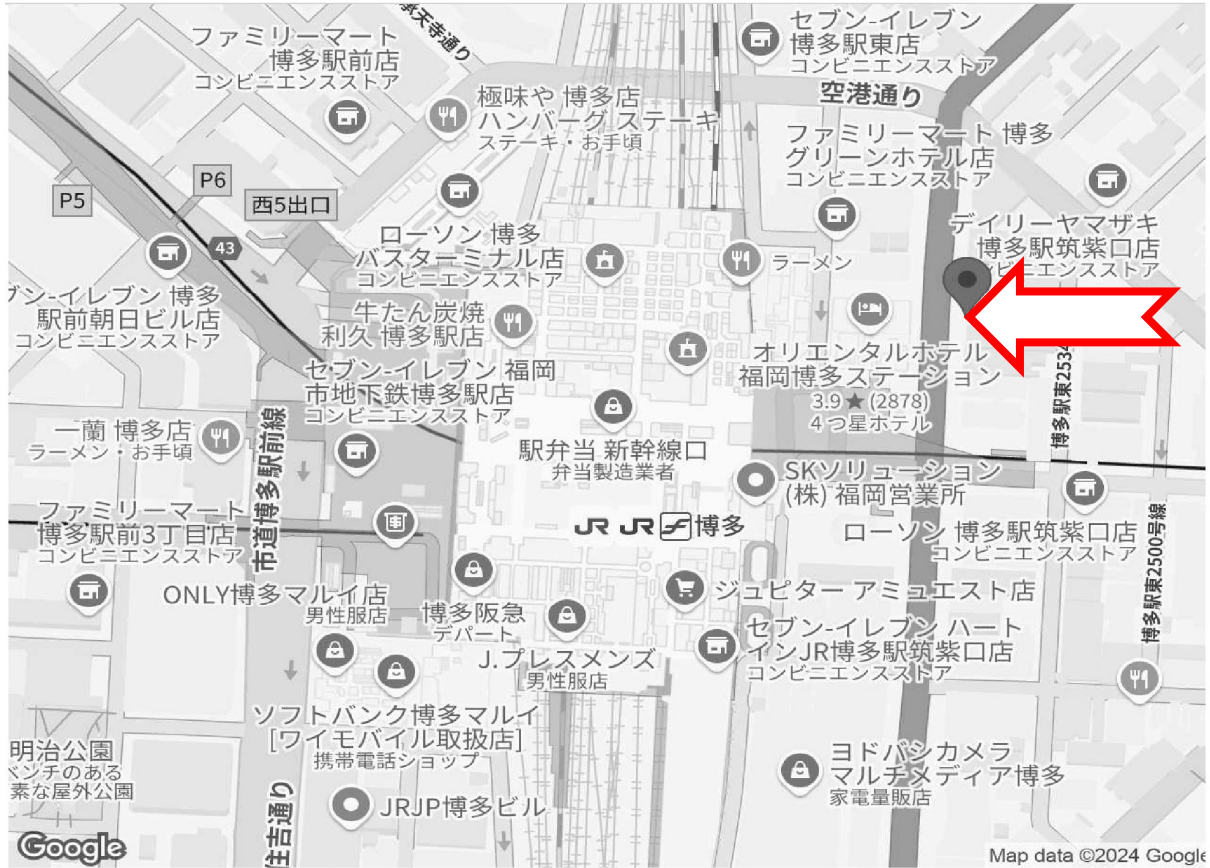 承天寺通り
セブン-イレブン
博多駅東店
コンビニエンスストア
ファミリーマート
博多駅前店
コンビニエンスストア
空港通り
極味や 博多店
ハンバーグ ステーキ
ステーキ・お手頃
ファミリーマート 博多
グリーンホテル店
コンビニエンスストア
P6
P5
西5出口
43
デイリーヤマザキ
博多駅筑紫口店
コンビニエンスストア
ローソン 博多
バスターミナル店
コンビニエンスストア
ラーメン
ブン-イレブン 博多
駅前朝日ビル店
コンビニエンスストア
牛たん炭焼
利久 博多駅店
オリエンタルホテル
福岡博多ステーション
3.9★(2878)
4つ星ホテル
博多駅東2534
セブン-イレブン 福岡
市地下鉄博多駅店
コンビニエンスストア
一蘭 博多店
ラーメン・お手頃
市道博多駅前線
駅弁当 新幹線口
弁当製造業者
SKソリューション
(株) 福岡営業所
ファミリーマート
博多駅前3丁目店
コンビニエンスストア
JR JR 博多
ローソン 博多駅筑紫口店
コンビニエンスストア
博多駅東2500号線
ONLY博多マルイ店
男性服店
博多阪急
デパート
ジュピター アミュエスト店
J.プレスメンズ
男性服店
セブン-イレブン ハート
インJR博多駅筑紫口店
コンビニエンスストア
ソフトバンク博多マルイ
[ワイモバイル取扱店]
携帯電話ショップ
明治公園
ベンチのある
素な屋外公園
ヨドバシカメラ
マルチメディア博多
家電量販店
JRJP博多ビル
住吉通り
Google
Map data ©2024 Google